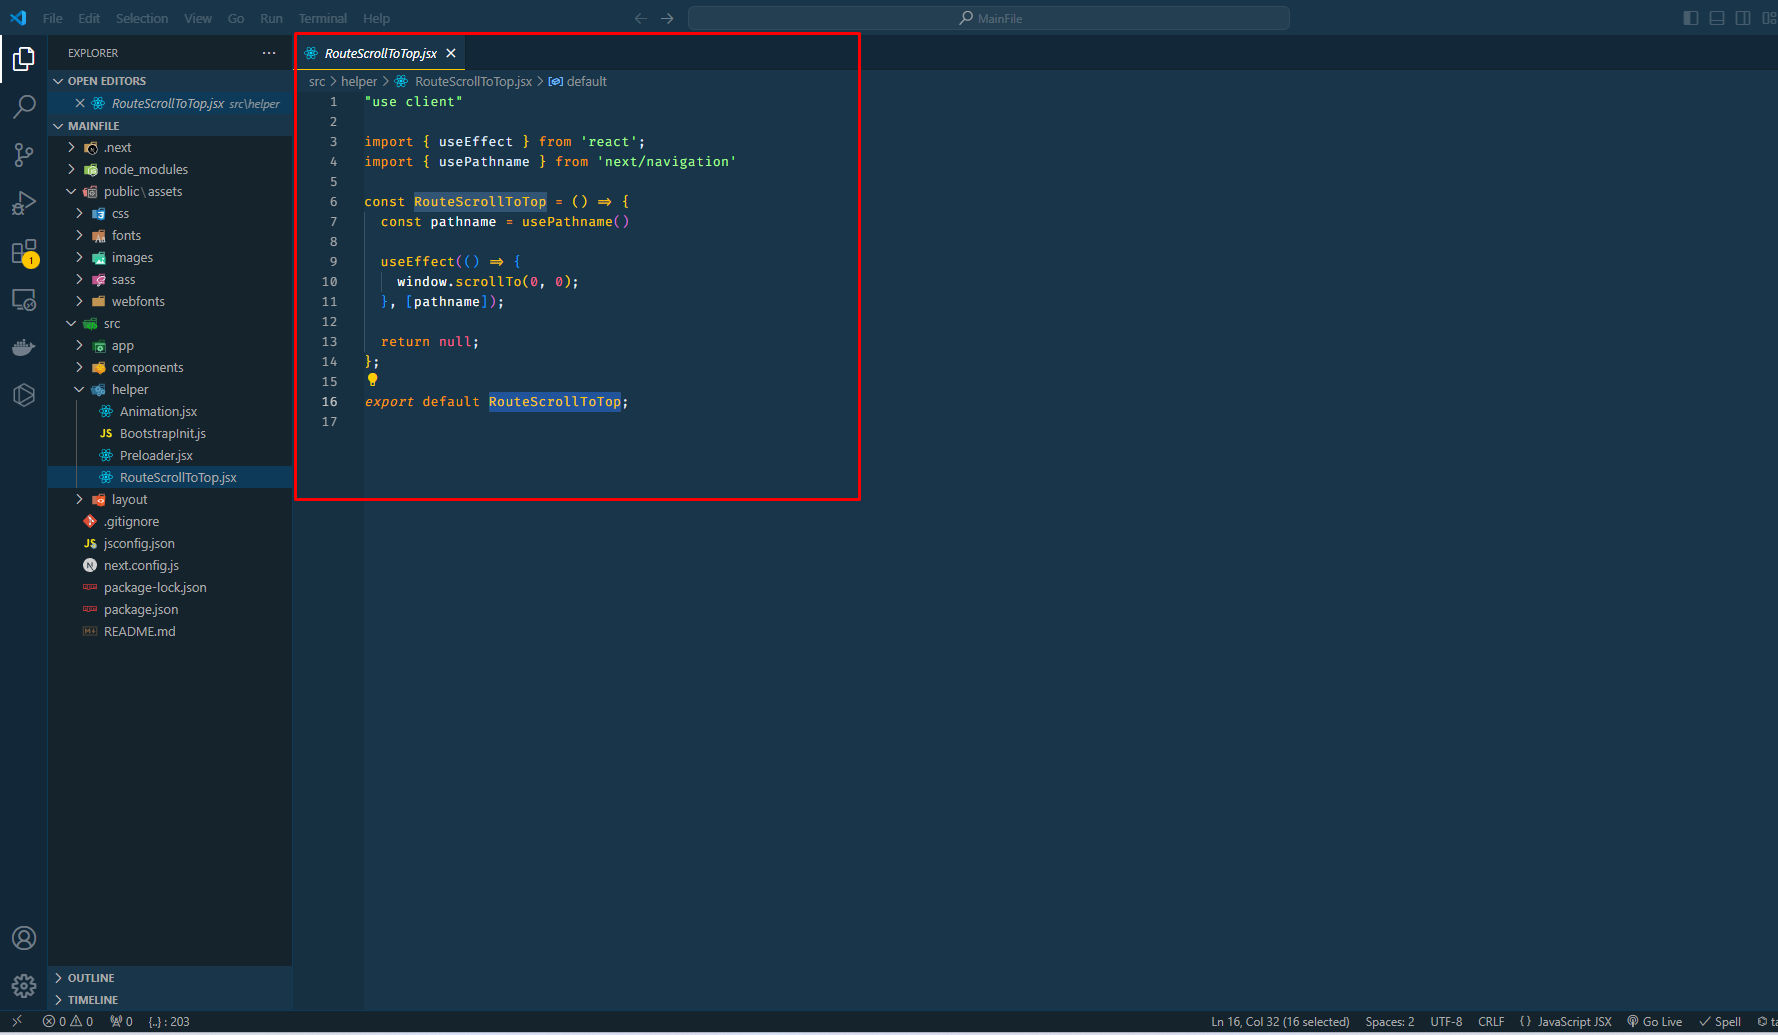 File Edit Selection View Go Run Terminal Help
MainFile
EXPLORER
OPEN EDITORS
RouteScrollToTop.jsx src\helper
MAINFILE
.next
node_modules
public\assets
css
fonts
images
sass
webfonts
src
app
components
helper
Animation.jsx
BootstrapInit.js
Preloader.jsx
RouteScrollToTop.jsx
layout
.gitignore
jsconfig.json
next.config.js
package-lock.json
package.json
README.md
OUTLINE
TIMELINE
1
RouteScrollToTop.jsx
src > helper > RouteScrollToTop.jsx > default
1 "use client"
2
3 import { useEffect } from 'react';
4 import { usePathname } from 'next/navigation'
5
6 const RouteScrollToTop = () => {
7 const pathname = usePathname()
8
9 useEffect(() => {
10 window.scrollTo(0, 0);
11 }, [pathname]);
12
13 return null;
14 };
15
16 export default RouteScrollToTop;
17
0 0 0 {..} : 203
Ln 16, Col 32 (16 selected) Spaces: 2 UTF-8 CRLF {} JavaScript JSX Go Live Spell